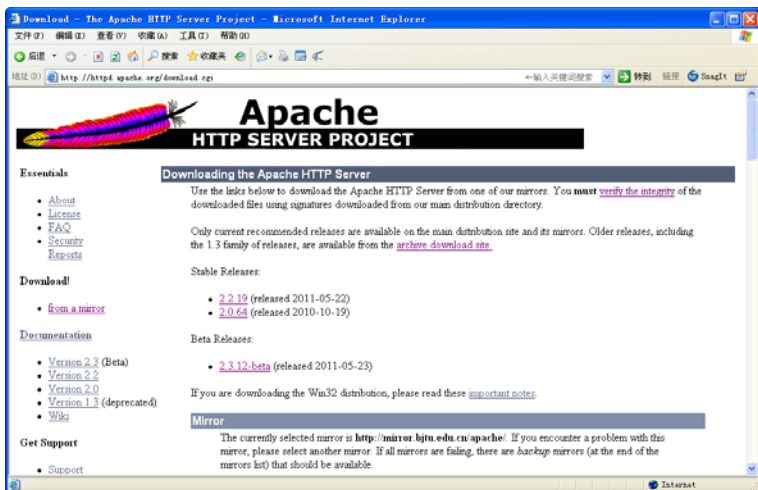 Download - The Apache HTTP Server Project - Microsoft Internet Explorer
文件(F) 编辑(E) 查看(V) 收藏(A) 工具(T) 帮助(H)
后退 搜索 收藏夹
地址(D) http://httpd.apache.org/download.cgi ←输入关键词搜索 转到 链接 SnagIt
Apache
HTTP SERVER PROJECT
Essentials
About
License
FAQ
Security
Reports
Download!
from a mirror
Documentation
Version 2.3 (Beta)
Version 2.2
Version 2.0
Version 1.3 (deprecated)
Wiki
Get Support
Support
Downloading the Apache HTTP Server
Use the links below to download the Apache HTTP Server from one of our mirrors. You must verify the integrity of the
downloaded files using signatures downloaded from our main distribution directory.
Only current recommended releases are available on the main distribution site and its mirrors. Older releases, including
the 1.3 family of releases, are available from the archive download site.
Stable Releases:
2.2.19 (released 2011-05-22)
2.0.64 (released 2010-10-19)
Beta Releases:
2.3.12-beta (released 2011-05-23)
If you are downloading the Win32 distribution, please read these important notes.
Mirror
The currently selected mirror is http://mirror.bjtu.edu.cn/apache/. If you encounter a problem with this
mirror, please select another mirror. If all mirrors are failing, there are backup mirrors (at the end of the
mirrors list) that should be available.
Internet